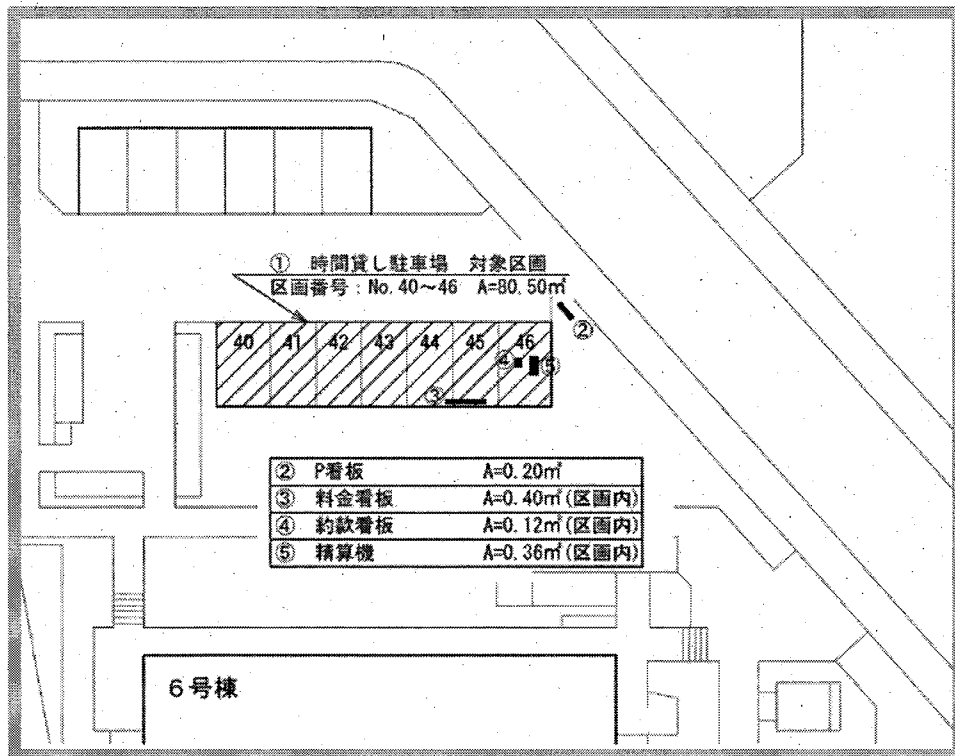 ① 時間貸し駐車場 対象区画
区画番号：No.40～46 A=80.50㎡
②
40 41 42 43 44 45 46
④ ⑤
③
② P看板 A=0.20㎡
③ 料金看板 A=0.40㎡(区画内)
④ 約款看板 A=0.12㎡(区画内)
⑤ 精算機 A=0.36㎡(区画内)
６号棟